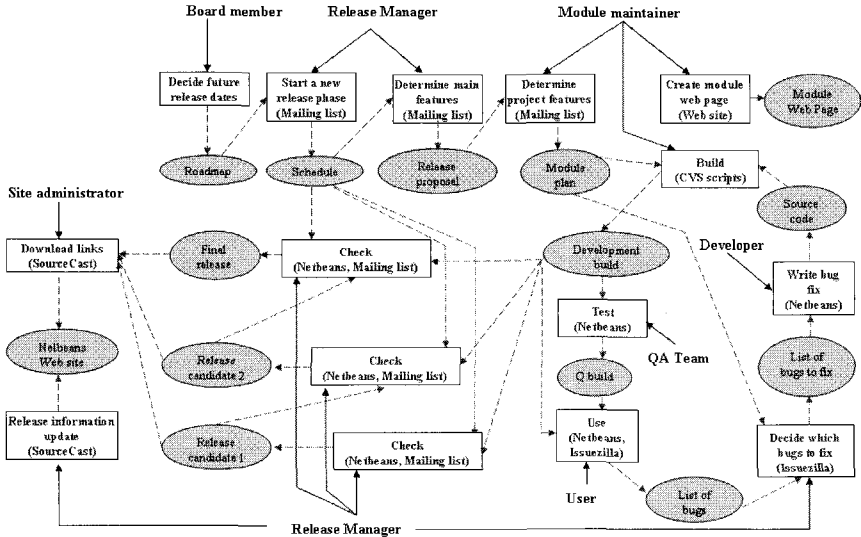 Board member
Release Manager
Module maintainer
Decide future
release dates
Start a new
release phase
(Mailing list)
Determine main
features
(Mailing list)
Determine
project features
(Mailing list)
Create module
web page
(Web site)
Module
Web Page
Roadmap
Schedule
Release
proposal
Module
plan
Build
(CVS scripts)
Source
code
Site administrator
Download links
(SourceCast)
Final
release
Check
(Netbeans, Mailing list)
Development
build
Developer
Write bug
fix
(Netbeans)
Test
(Netbeans)
QA Team
Netbeans
Web site
Release
candidate 2
Check
(Netbeans, Mailing list)
Q build
List of
bugs to fix
Release information
update
(SourceCast)
Release
candidate 1
Check
(Netbeans, Mailing list)
Use
(Netbeans,
Issuezilla)
Decide which
bugs to fix
(Issuezilla)
User
List of
bugs
Release Manager